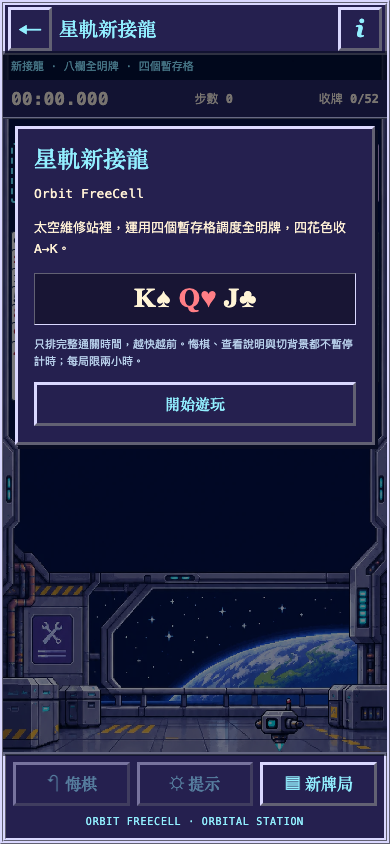 星軌新接龍
新接龍 · 八欄全明牌 · 四個暫存格
00:00.000 步數 0 收牌 0/52
星軌新接龍
Orbit FreeCell
太空維修站裡，運用四個暫存格調度全明牌，四花色收
A→K。
K♠ Q♥ J♣
只排完整通關時間，越快越前。悔棋、查看說明與切背景都不暫停
計時；每局限兩小時。
開始遊玩
悔棋 提示 新牌局
ORBIT FREECELL · ORBITAL STATION